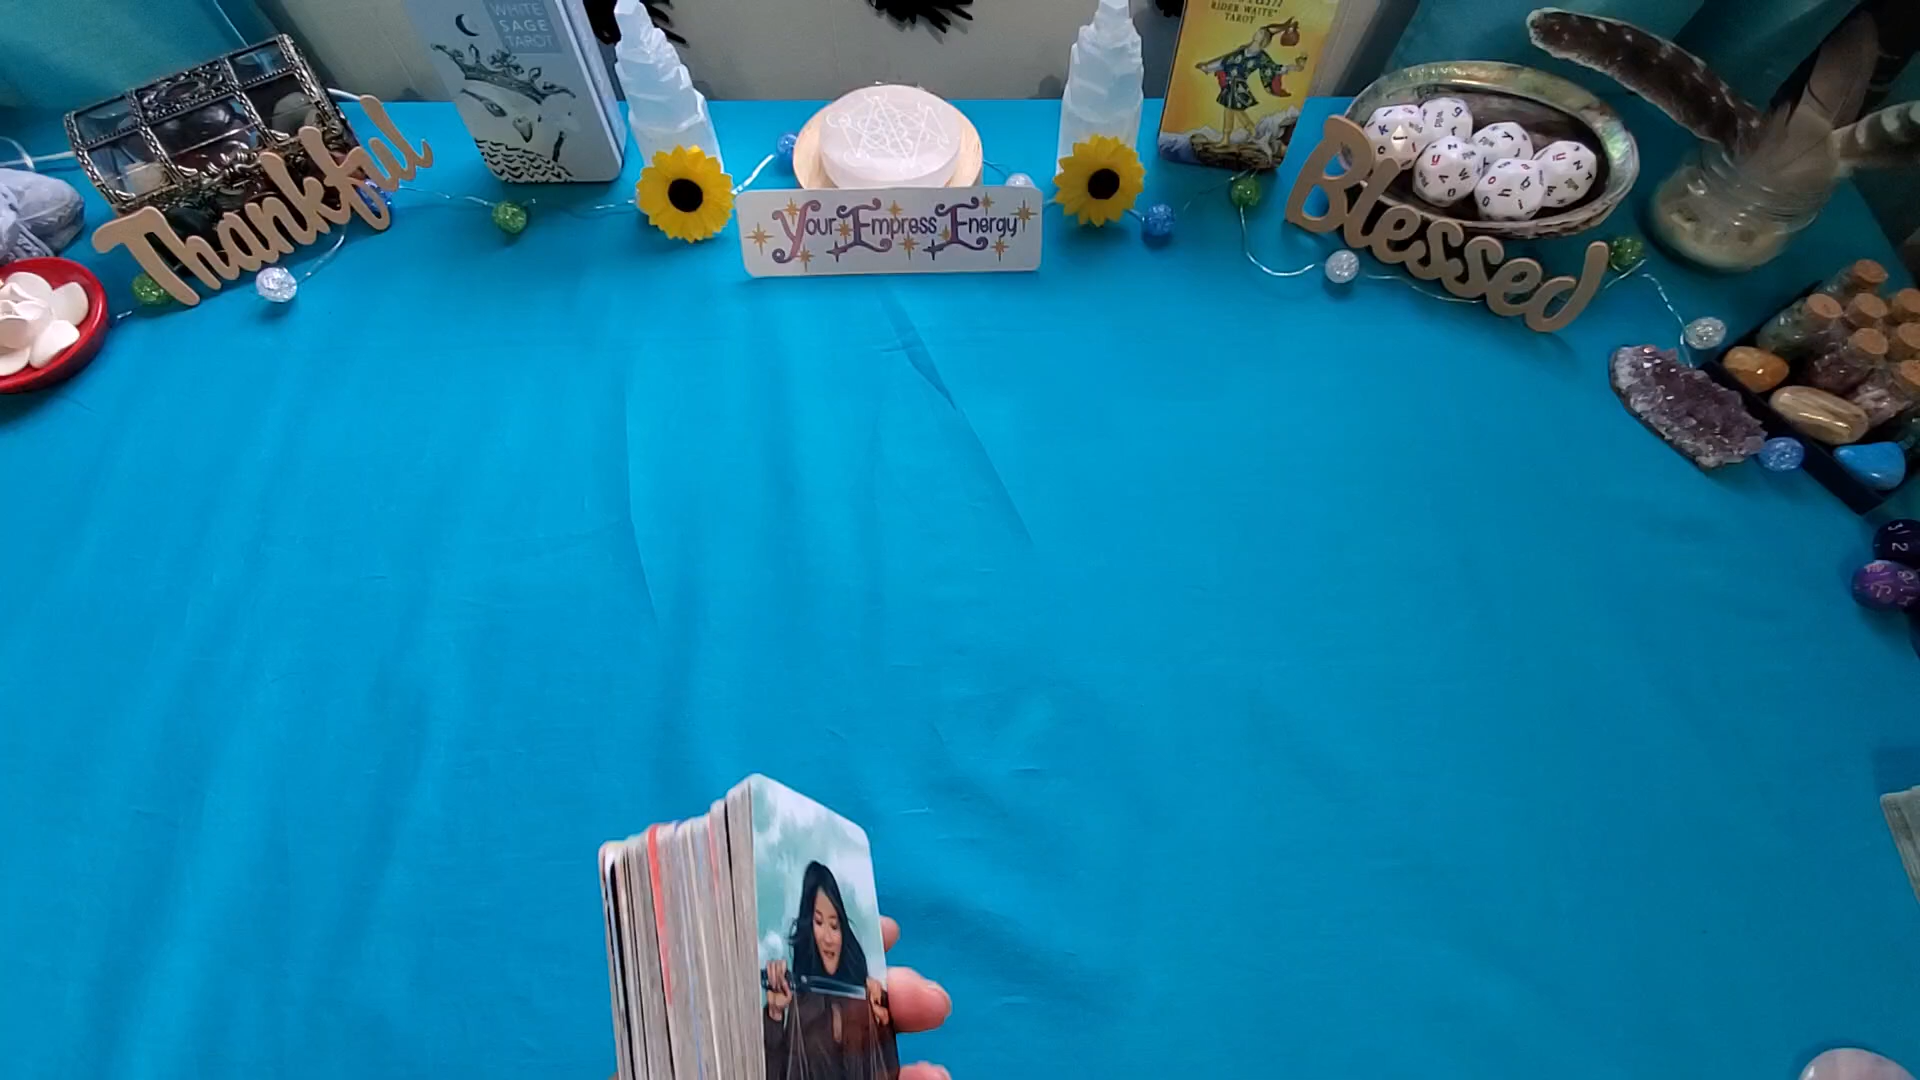 WHITE
SAGE
TAROT
RIDER WAITE®
TAROT
Thankful
Your Empress Energy
Blessed